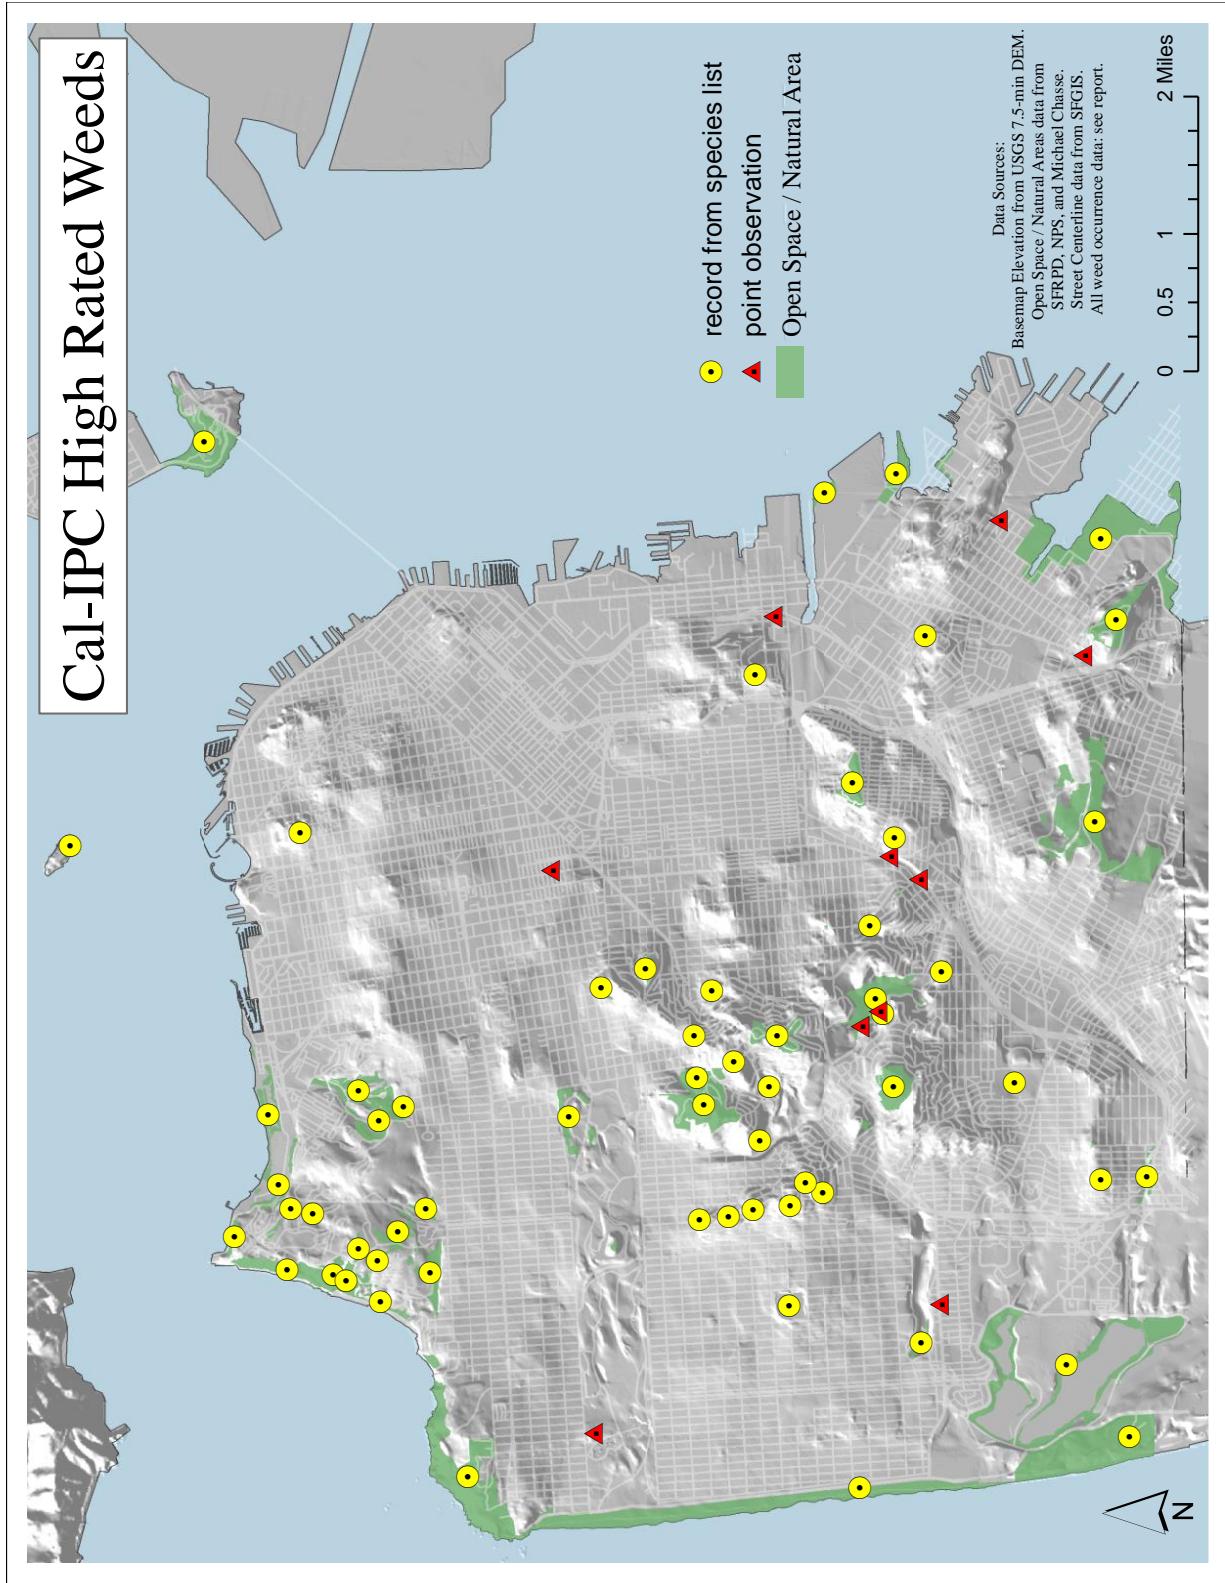 Cal-IPC High Rated Weeds
record from species list
point observation
Open Space / Natural Area
Data Sources:
Basemap Elevation from USGS 7.5-min DEM.
Open Space / Natural Areas data from
SFRPD, NPS, and Michael Chasse.
Street Centerline data from SFGIS.
All weed occurrence data: see report.
0 0.5 1 2 Miles
N